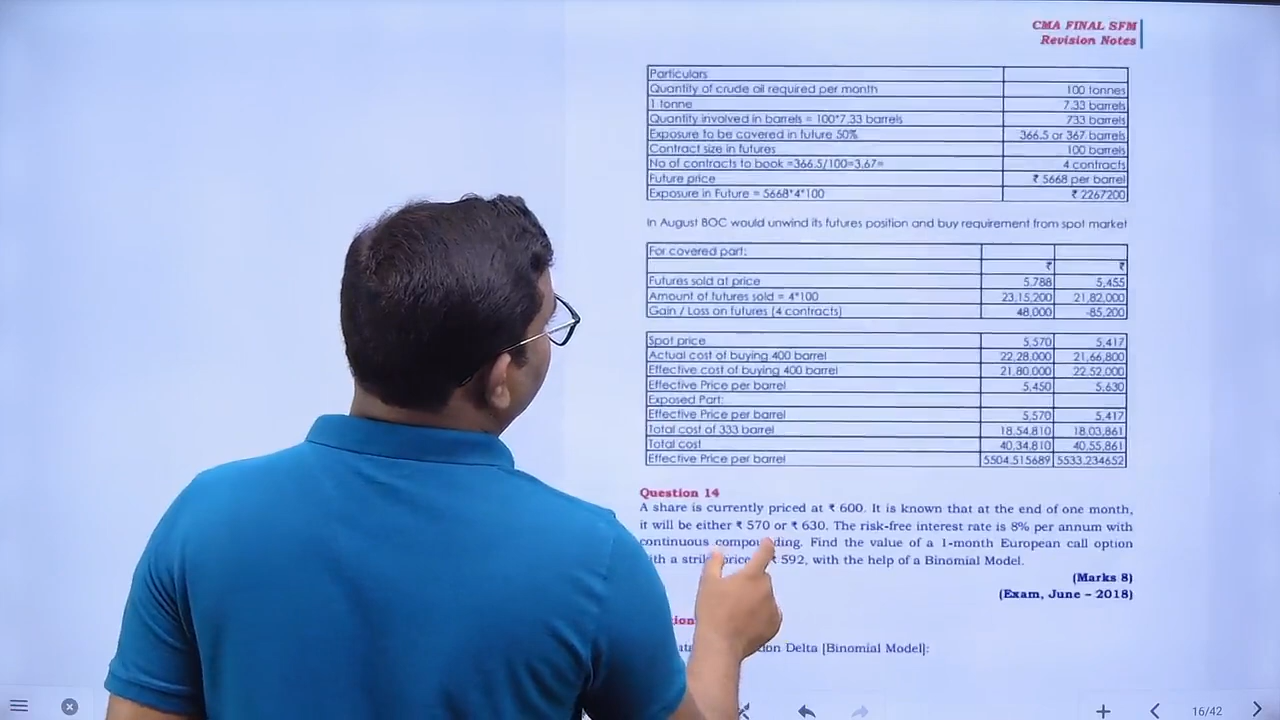 CMA FINAL SFM
Revision Notes
Particulars
Quantity of crude oil required per month 100 tonnes
1 tonne 7.33 barrels
Quantity involved in barrels = 100*7.33 barrels 733 barrels
Exposure to be covered in future 50% 366.5 or 367 barrels
Contract size in futures 100 barrels
No of contracts to book =366.5/100=3.67= 4 contracts
Future price ₹ 5668 per barrel
Exposure in Future = 5668*4*100 ₹ 2267200
In August BOC would unwind its futures position and buy requirement from spot market
For covered part:
₹ ₹
Futures sold at price 5,788 5,455
Amount of futures sold = 4*100 23,15,200 21,82,000
Gain / Loss on futures (4 contracts) 48,000 -85,200
Spot price 5,570 5,417
Actual cost of buying 400 barrel 22,28,000 21,66,800
Effective cost of buying 400 barrel 21,80,000 22,52,000
Effective Price per barrel 5,450 5,630
Exposed Part:
Effective Price per barrel 5,570 5,417
Total cost of 333 barrel 18,54,810 18,03,861
Total cost 40,34,810 40,55,861
Effective Price per barrel 5504.515689 5533.234652
Question 14
A share is currently priced at ₹ 600. It is known that at the end of one month,
it will be either ₹ 570 or ₹ 630. The risk-free interest rate is 8% per annum with
continuous compounding. Find the value of a 1-month European call option
price ₹ 592, with the help of a Binomial Model.
(Marks 8)
(Exam, June – 2018)
Delta [Binomial Model]:
16/42